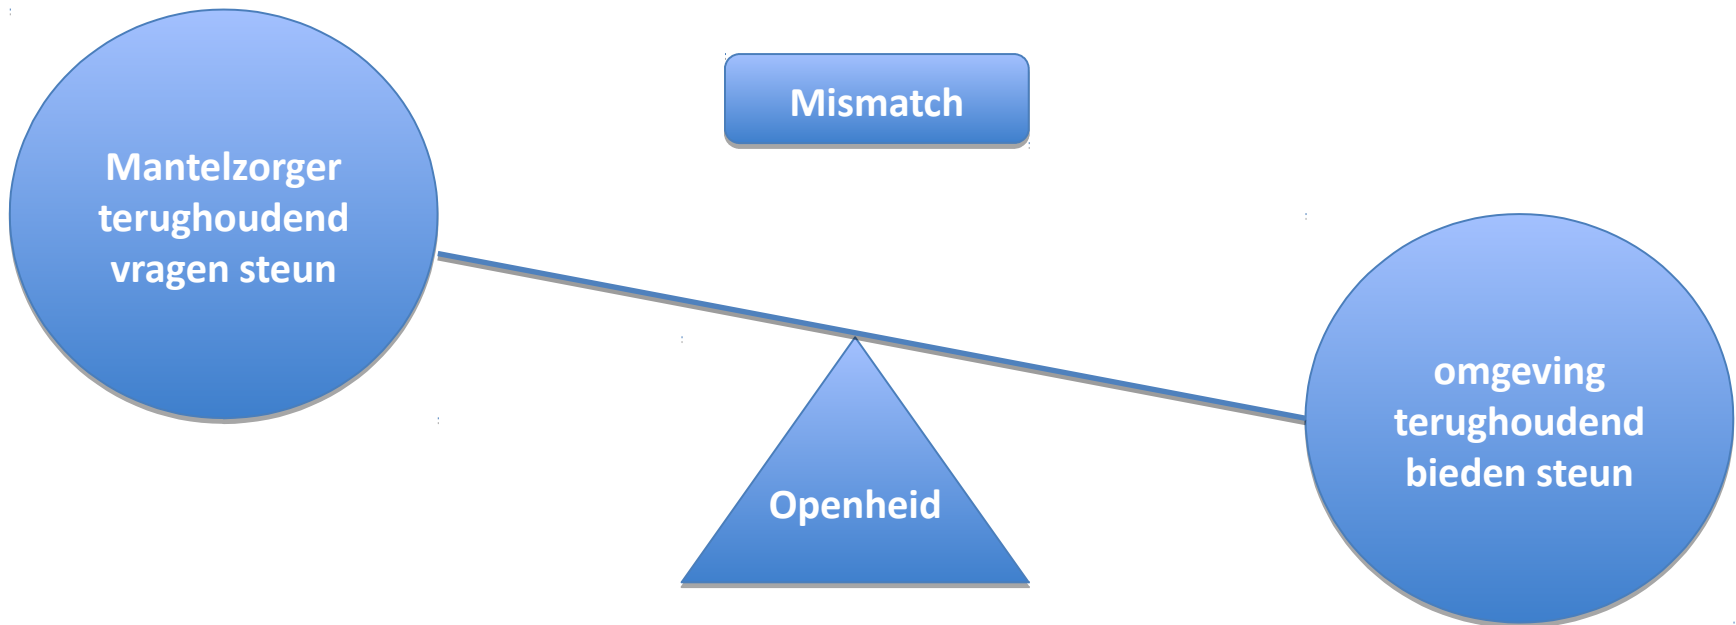 Mismatch
Mantelzorger
terughoudend
vragen steun
omgeving
terughoudend
bieden steun
Openheid